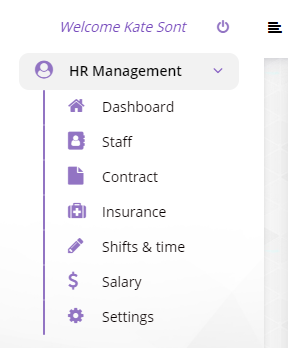 Welcome Kate Sont
HR Management
Dashboard
Staff
Contract
Insurance
Shifts & time
Salary
Settings